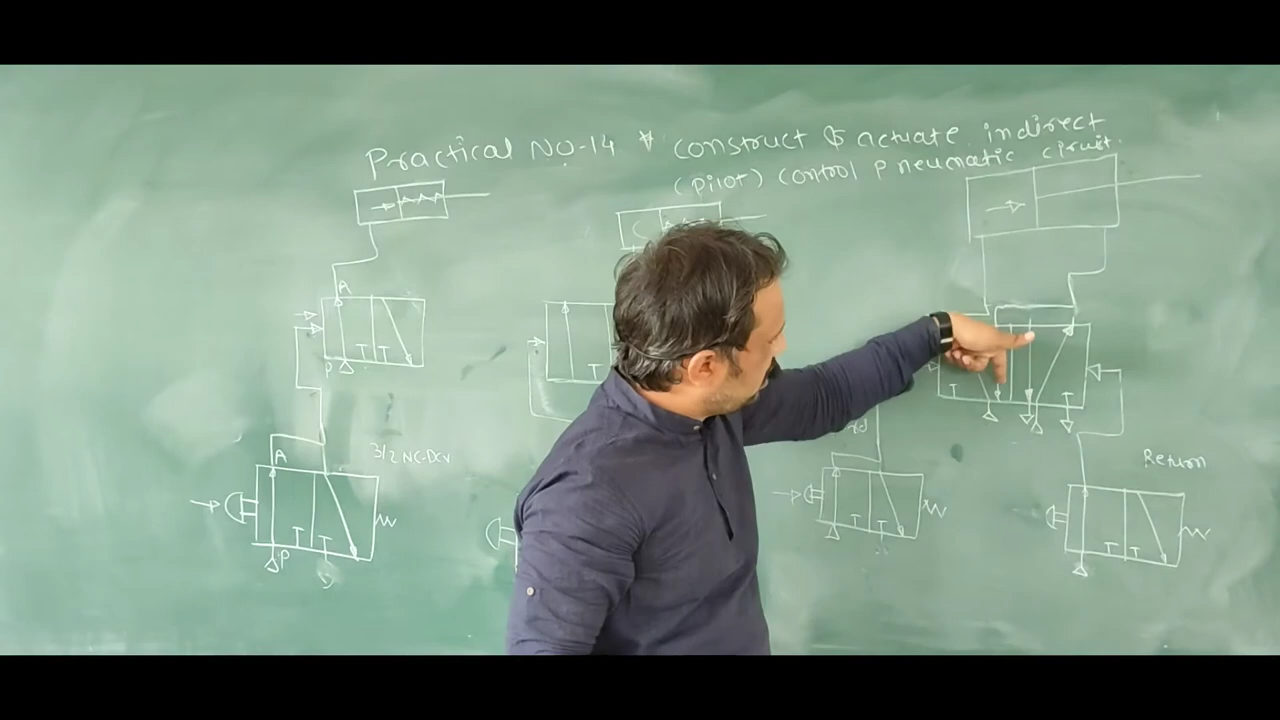 Practical No-14 * construct & actuate indirect
(Pilot) control Pneumatic circuit.
A
P
A
3/2 NC-DCV
P
Return